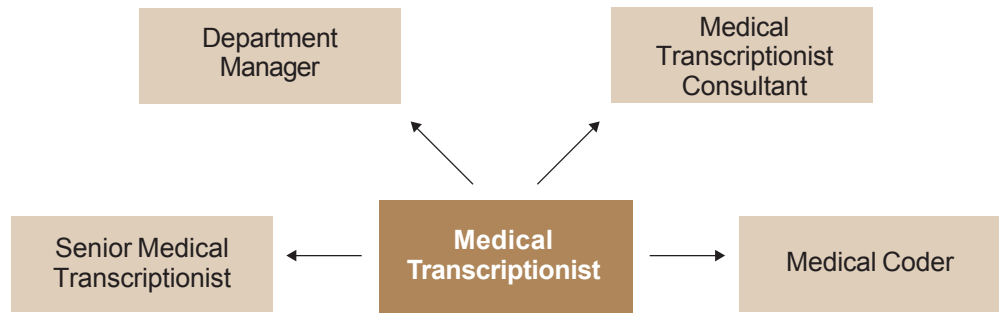 Department
Manager
Medical
Transcriptionist
Consultant
Senior Medical
Transcriptionist
Medical
Transcriptionist
Medical Coder